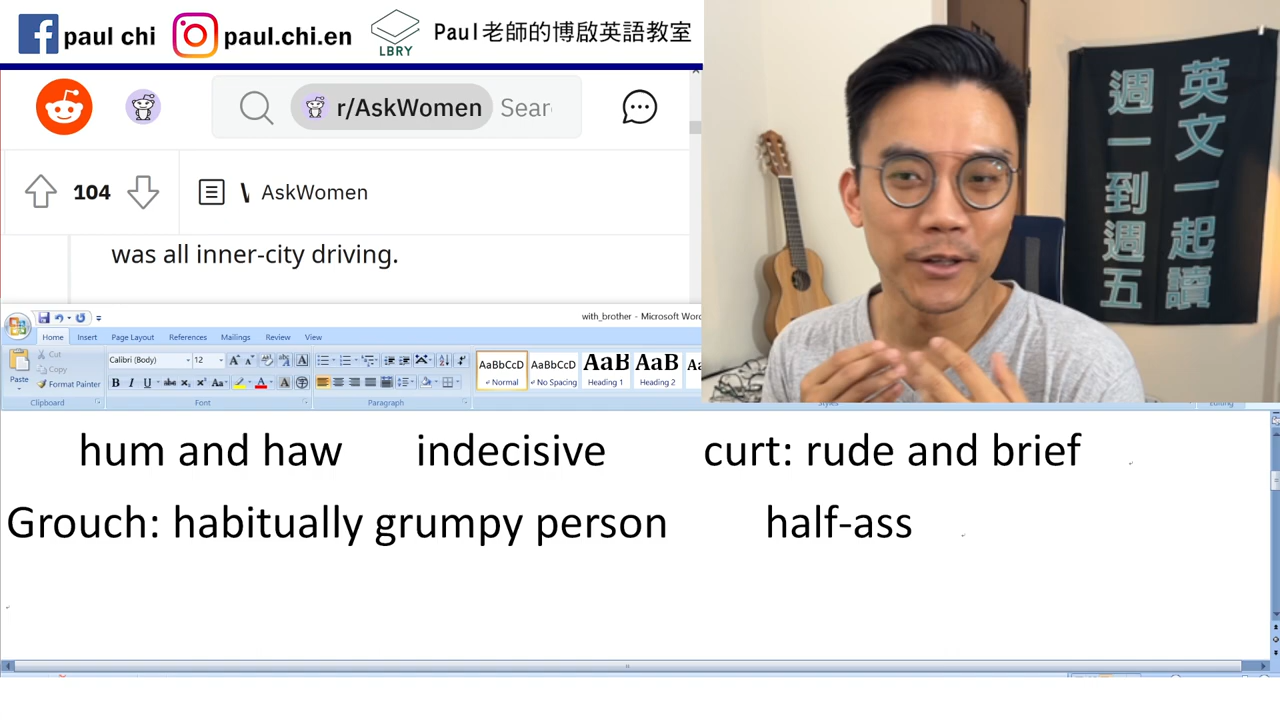 paul chi
paul.chi.en
LBRY
Paul老師的博啟英語教室
r/AskWomen
Sear
104
AskWomen
was all inner-city driving.
英文一起讀
週一到週五
with_brother - Microsoft Word
Home Insert Page Layout References Mailings Review View
Paste
Cut
Copy
Format Painter
Clipboard
Calibri (Body)
12
Font
Paragraph
AaBbCcD
Normal
AaBbCcD
No Spacing
AaB
Heading 1
AaB
Heading 2
hum and haw indecisive curt: rude and brief
Grouch: habitually grumpy person half-ass